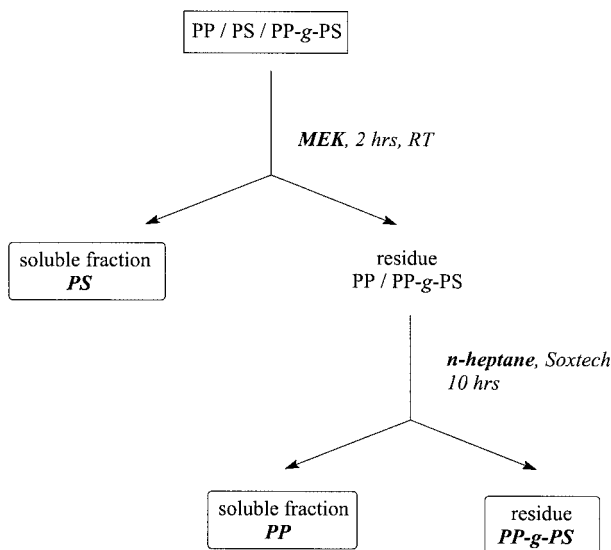 PP / PS / PP-g-PS
MEK, 2 hrs, RT
soluble fraction
PS
residue
PP / PP-g-PS
n-heptane, Soxtech
10 hrs
soluble fraction
PP
residue
PP-g-PS